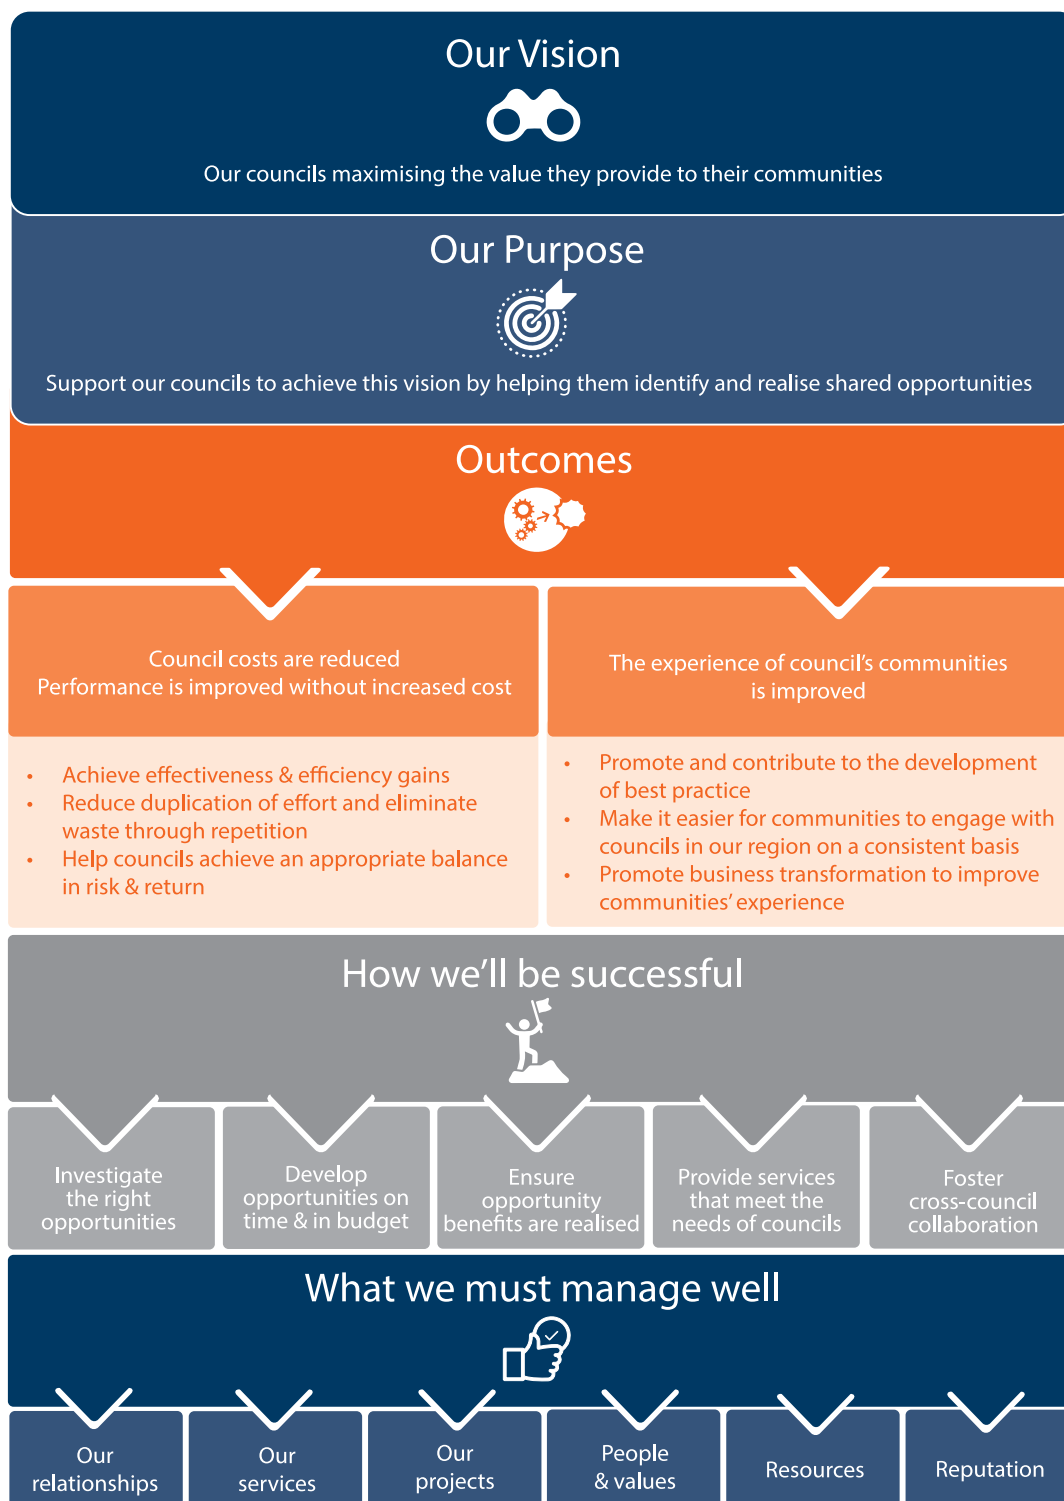 Our Vision
Our councils maximising the value they provide to their communities
Our Purpose
Support our councils to achieve this vision by helping them identify and realise shared opportunities
Outcomes
Council costs are reduced
Performance is improved without increased cost
The experience of council's communities
is improved
• Achieve effectiveness & efficiency gains
• Reduce duplication of effort and eliminate
waste through repetition
• Help councils achieve an appropriate balance
in risk & return
• Promote and contribute to the development
of best practice
• Make it easier for communities to engage with
councils in our region on a consistent basis
• Promote business transformation to improve
communities' experience
How we'll be successful
Investigate
the right
opportunities
Develop
opportunities on
time & in budget
Ensure
opportunity
benefits are realised
Provide services
that meet the
needs of councils
Foster
cross-council
collaboration
What we must manage well
Our
relationships
Our
services
Our
projects
People
& values
Resources
Reputation